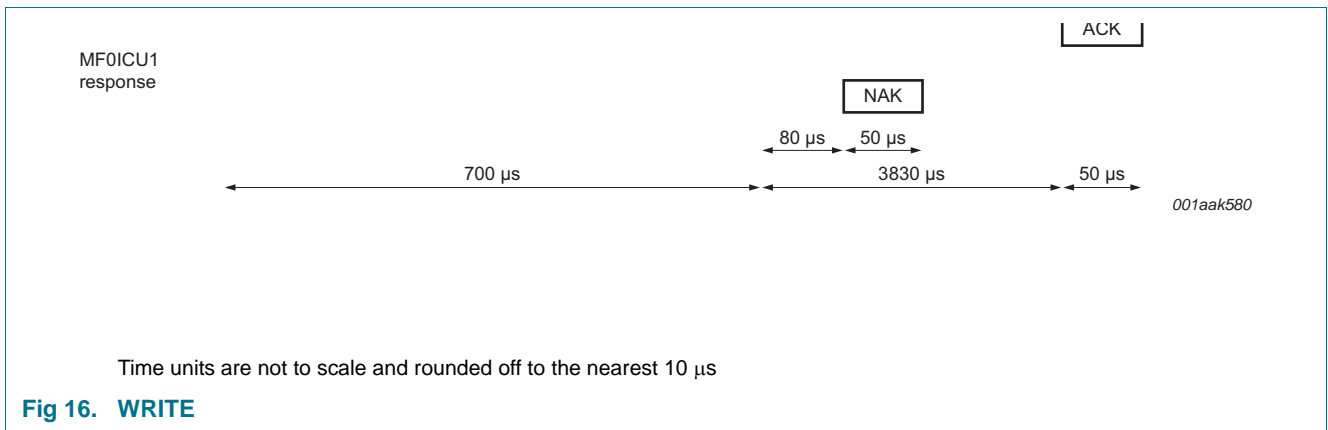 ACK
MF0ICU1
response
NAK
80 µs 50 µs
700 µs 3830 µs 50 µs
001aak580
Time units are not to scale and rounded off to the nearest 10 µs
Fig 16. WRITE